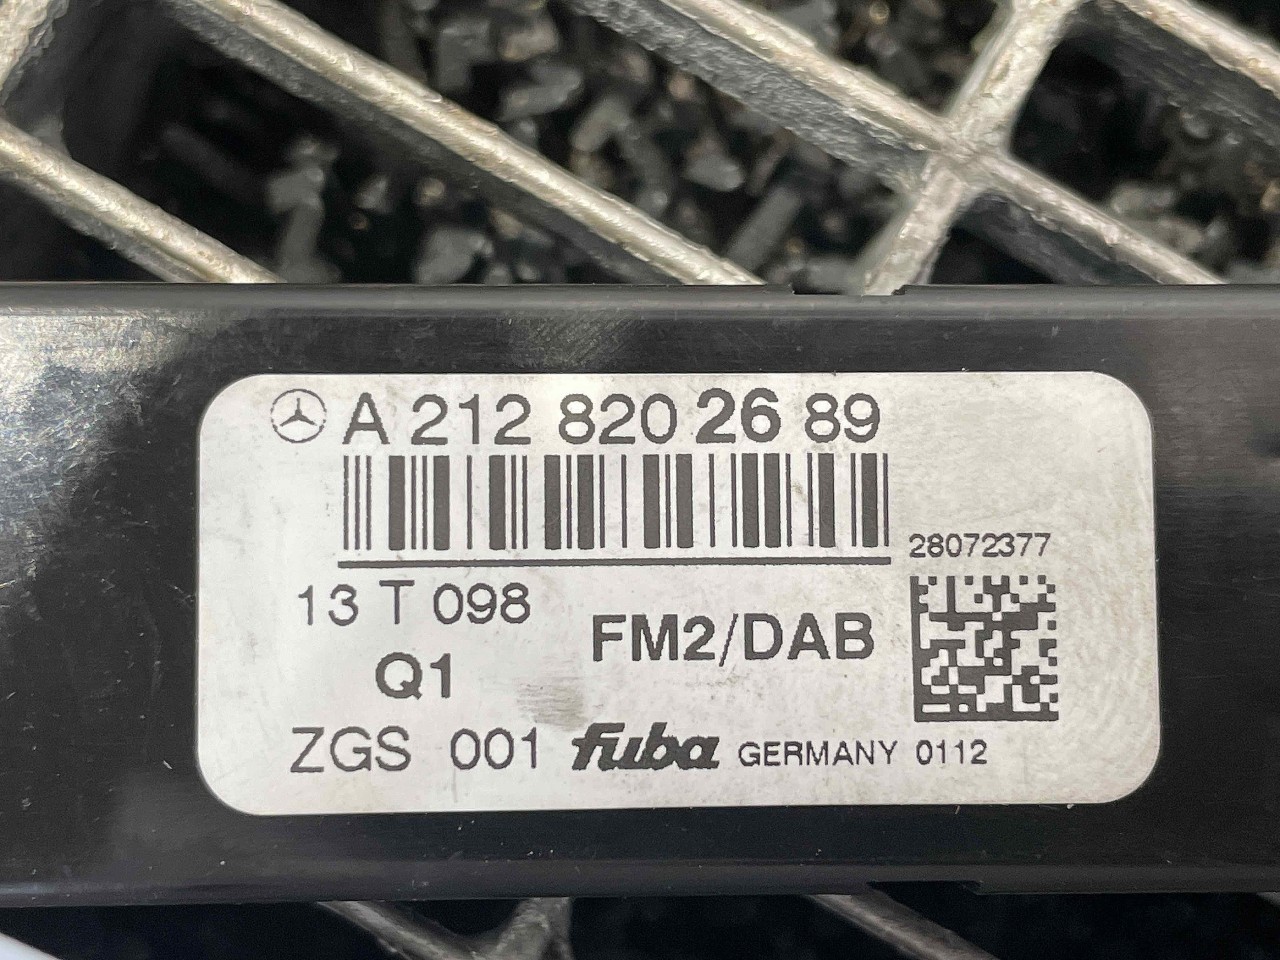 A 212 820 26 89
28072377
13 T 098
FM2/DAB
Q1
ZGS 001 fuba GERMANY 0112